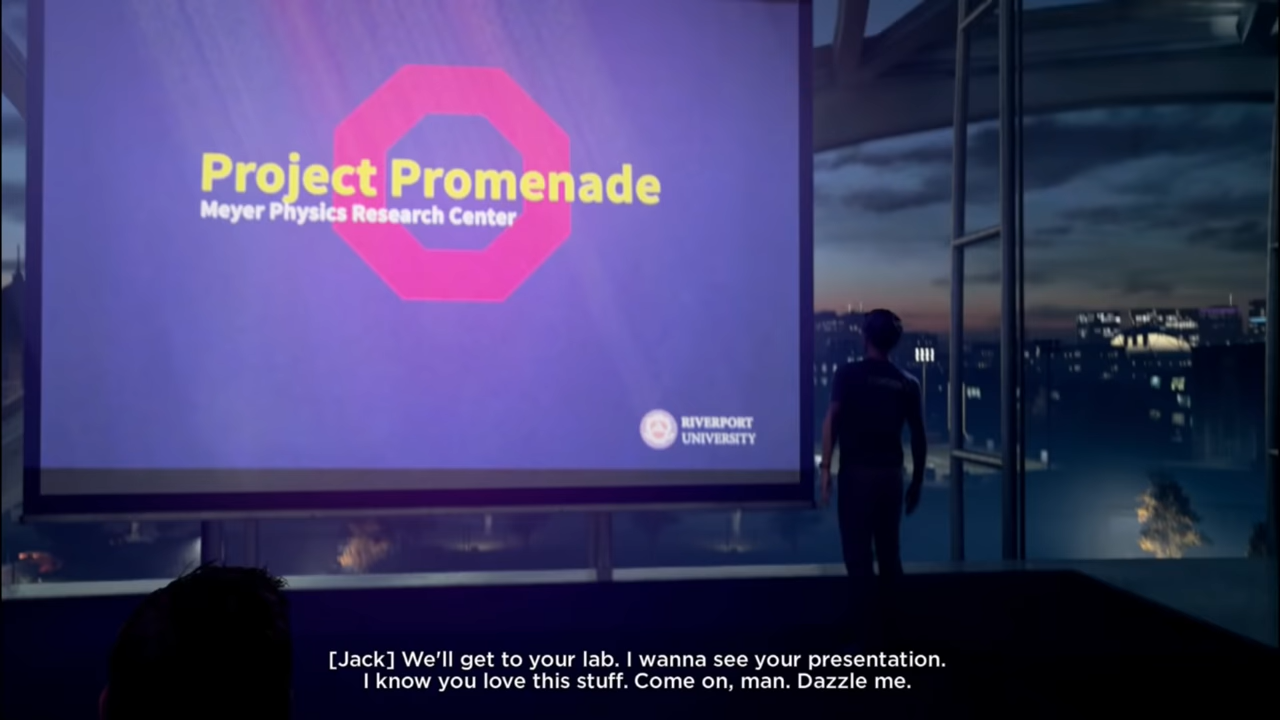 Project Promenade
Meyer Physics Research Center
RIVERPORT
UNIVERSITY
[Jack] We'll get to your lab. I wanna see your presentation.
I know you love this stuff. Come on, man. Dazzle me.